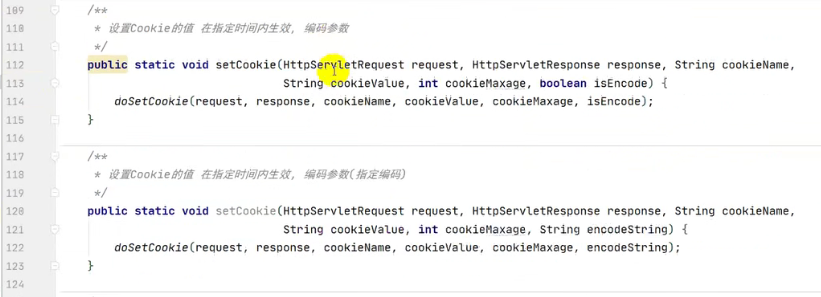 109 /**
110 * 设置Cookie的值 在指定时间内生效, 编码参数
111 */
112 public static void setCookie(HttpServletRequest request, HttpServletResponse response, String cookieName,
113 String cookieValue, int cookieMaxage, boolean isEncode) {
114 doSetCookie(request, response, cookieName, cookieValue, cookieMaxage, isEncode);
115 }
116
117 /**
118 * 设置Cookie的值 在指定时间内生效, 编码参数(指定编码)
119 */
120 public static void setCookie(HttpServletRequest request, HttpServletResponse response, String cookieName,
121 String cookieValue, int cookieMaxage, String encodeString) {
122 doSetCookie(request, response, cookieName, cookieValue, cookieMaxage, encodeString);
123 }
124